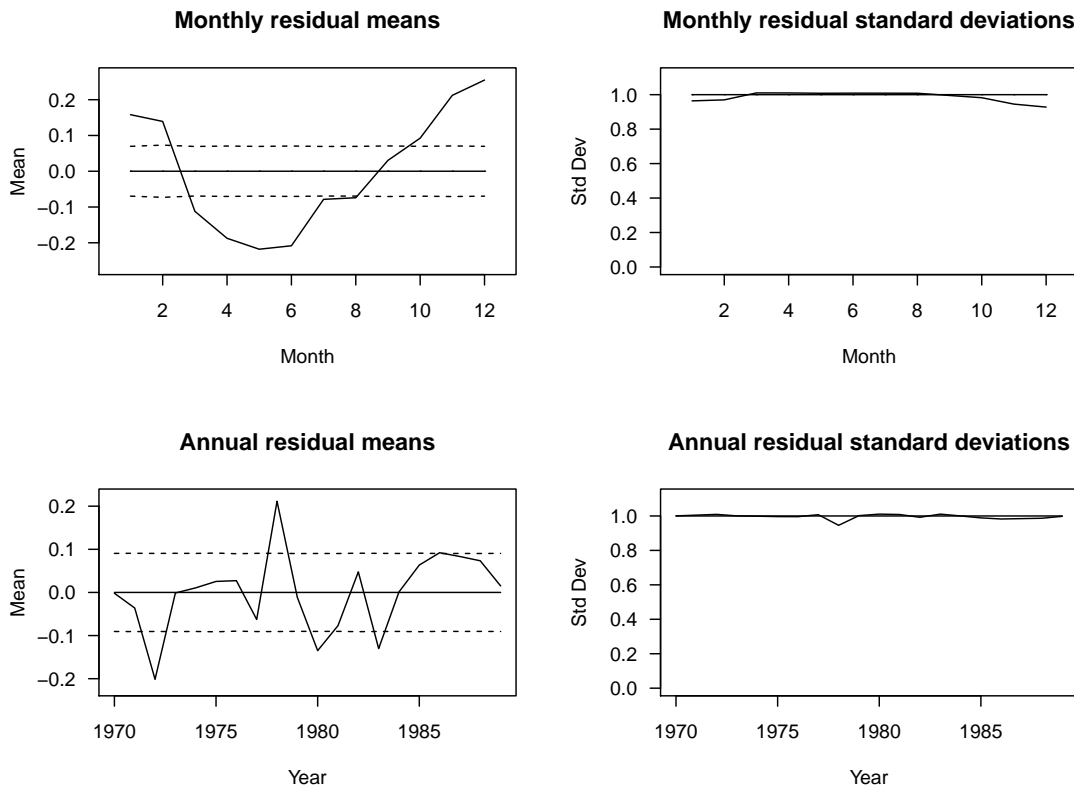 Monthly residual means
0.2
0.1
0.0
−0.1
−0.2
Mean
2 4 6 8 10 12
Month
Monthly residual standard deviations
1.0
0.8
0.6
0.4
0.2
0.0
Std Dev
2 4 6 8 10 12
Month
Annual residual means
0.2
0.1
0.0
−0.1
−0.2
Mean
1970 1975 1980 1985
Year
Annual residual standard deviations
1.0
0.8
0.6
0.4
0.2
0.0
Std Dev
1970 1975 1980 1985
Year